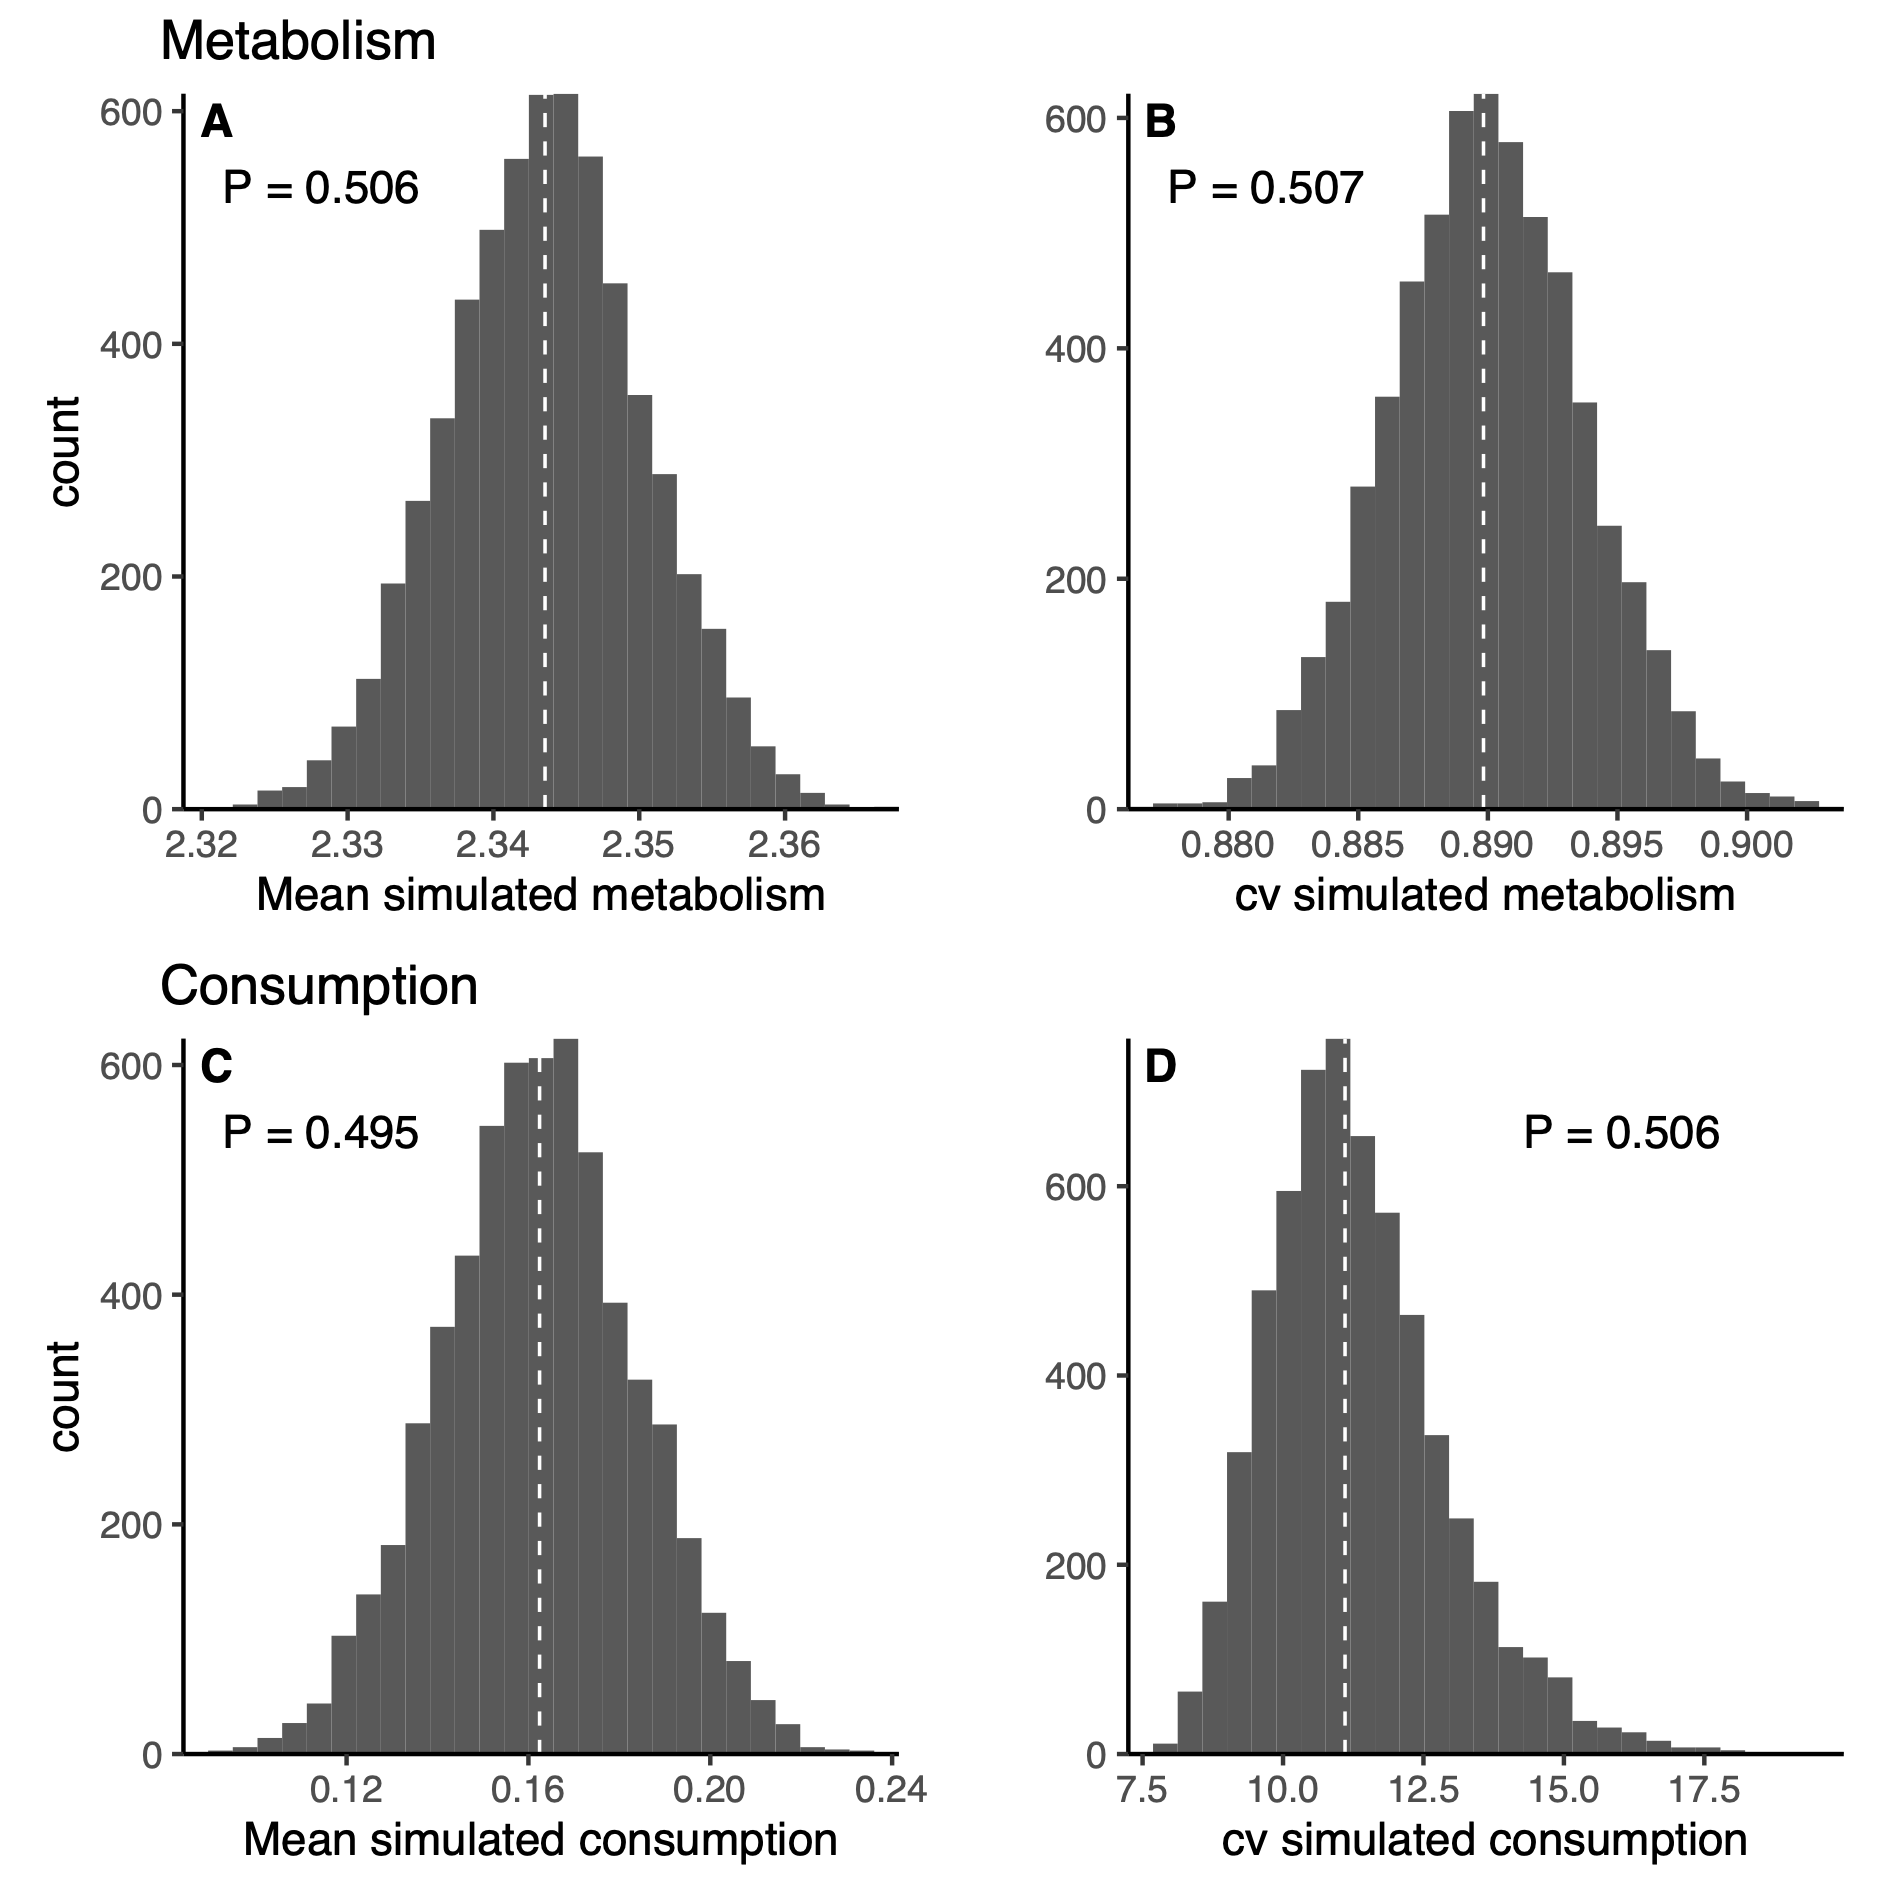 Metabolism
A
P = 0.506
600
400
200
0
count
2.32 2.33 2.34 2.35 2.36
Mean simulated metabolism
B
P = 0.507
600
400
200
0
0.880 0.885 0.890 0.895 0.900
cv simulated metabolism
Consumption
C
P = 0.495
600
400
200
0
count
0.12 0.16 0.20 0.24
Mean simulated consumption
D
P = 0.506
600
400
200
0
7.5 10.0 12.5 15.0 17.5
cv simulated consumption